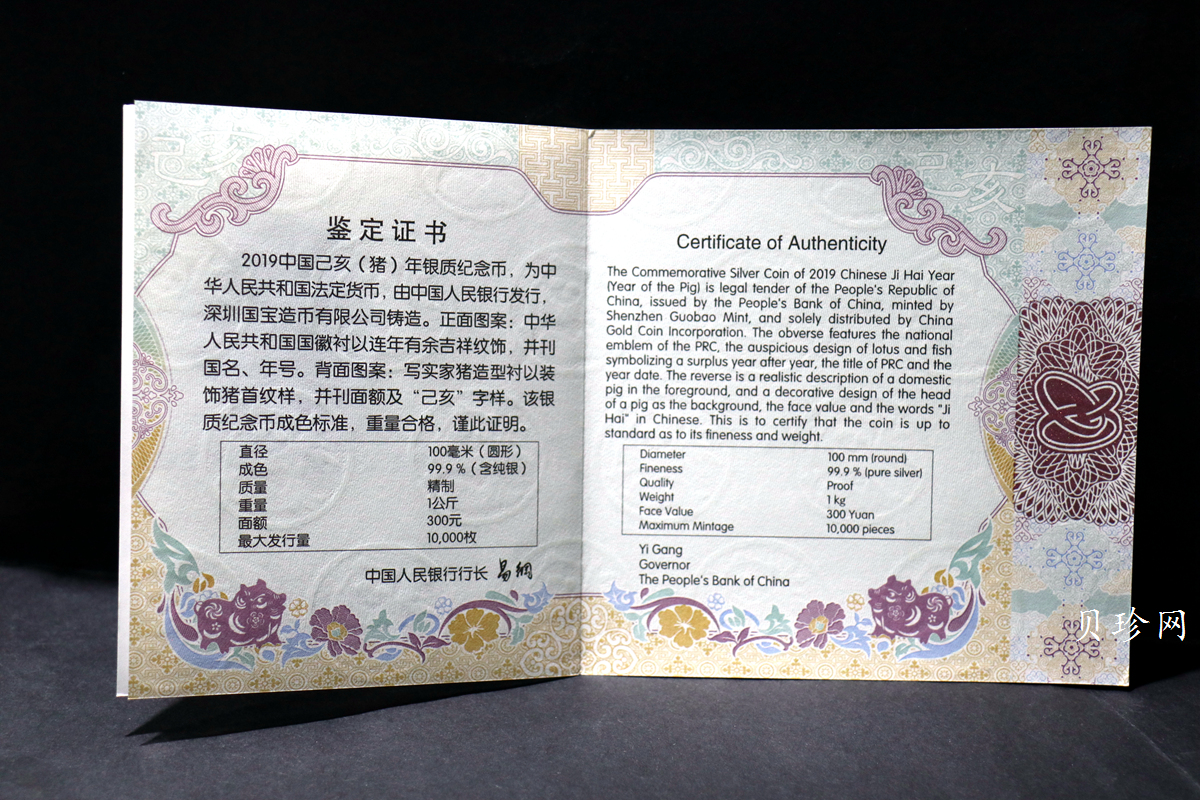 鉴定证书
2019中国己亥（猪）年银质纪念币，为中
华人民共和国法定货币，由中国人民银行发行，
深圳国宝造币有限公司铸造。正面图案：中华
人民共和国国徽衬以连年有余吉祥纹饰，并刊
国名、年号。背面图案：写实家猪造型衬以装
饰猪首纹样，并刊面额及“己亥”字样。该银
质纪念币成色标准，重量合格，谨此证明。
直径 100毫米（圆形）
成色 99.9％（含纯银）
质量 精制
重量 1公斤
面额 300元
最大发行量 10,000枚
中国人民银行行长 易纲
Certificate of Authenticity
The Commemorative Silver Coin of 2019 Chinese Ji Hai Year
(Year of the Pig) is legal tender of the People's Republic of
China, issued by the People's Bank of China, minted by
Shenzhen Guobao Mint, and solely distributed by China
Gold Coin Incorporation. The obverse features the national
emblem of the PRC, the auspicious design of lotus and fish
symbolizing a surplus year after year, the title of PRC and the
year date. The reverse is a realistic description of a domestic
pig in the foreground, and a decorative design of the head
of a pig as the background, the face value and the words "Ji
Hai" in Chinese. This is to certify that the coin is up to
standard as to its fineness and weight.
Diameter 100 mm (round)
Fineness 99.9 % (pure silver)
Quality Proof
Weight 1 kg
Face Value 300 Yuan
Maximum Mintage 10,000 pieces
Yi Gang
Governor
The People's Bank of China
己亥
己亥
贝珍网